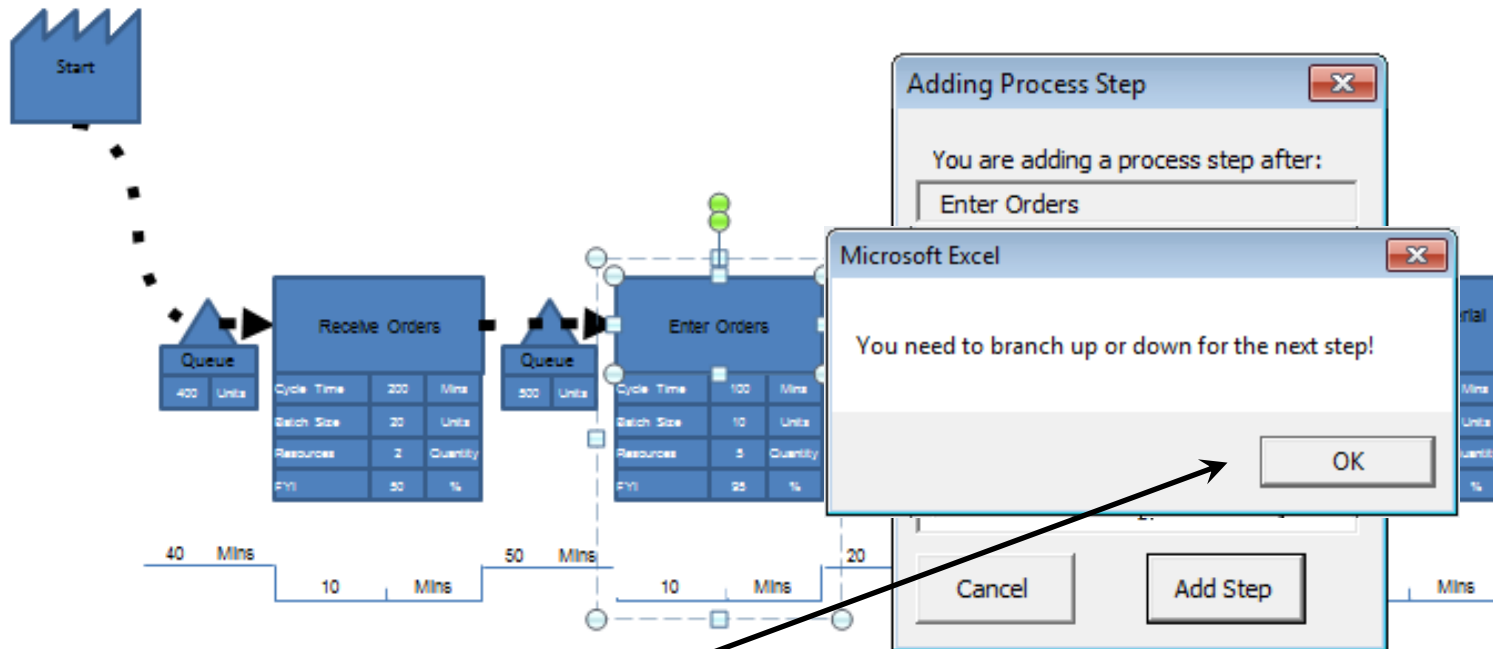 Start
Adding Process Step
You are adding a process step after:
Enter Orders
Microsoft Excel
You need to branch up or down for the next step!
OK
Cancel
Add Step
Receive Orders
Queue
400 Units
Cycle Time 200 Mins
Batch Size 20 Units
Resources 2 Quantity
FYI 50 %
Enter Orders
Queue
500 Units
Cycle Time 100 Mins
Batch Size 10 Units
Resources 5 Quantity
FYI 95 %
Mins
Units
%
40 Mins
10 Mins
50 Mins
10 Mins
20
Mins